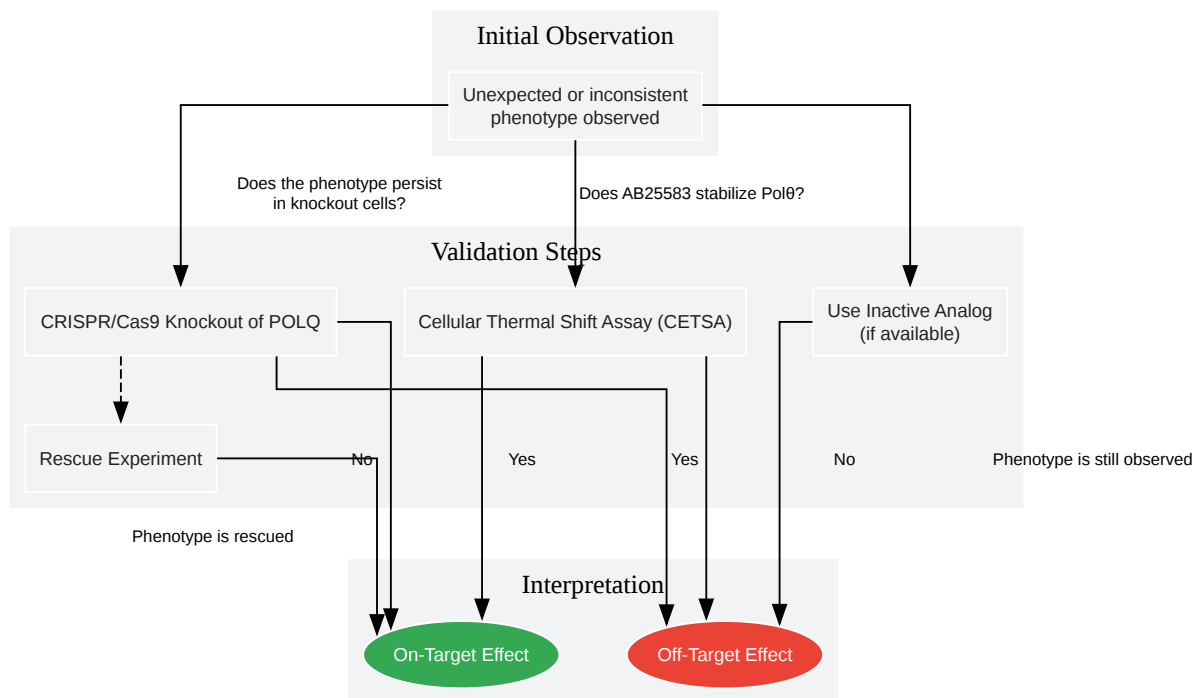 Initial Observation
Unexpected or inconsistent
phenotype observed
Does the phenotype persist
in knockout cells?
Does AB25583 stabilize Polθ?
Validation Steps
CRISPR/Cas9 Knockout of POLQ
Cellular Thermal Shift Assay (CETSA)
Use Inactive Analog
(if available)
Rescue Experiment
No
Yes
Yes
No
Phenotype is still observed
Phenotype is rescued
Interpretation
On-Target Effect
Off-Target Effect